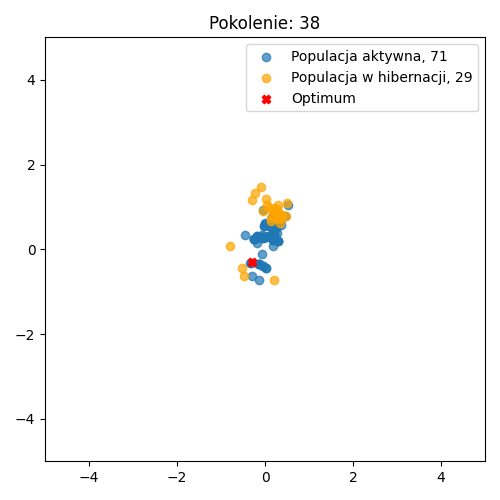 Pokolenie: 38
Populacja aktywna, 71
Populacja w hibernacji, 29
Optimum
4
2
0
−2
−4
−4
−2
0
2
4